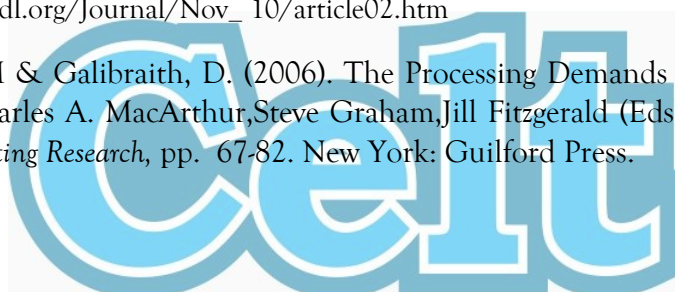 dl.org/Journal/Nov_ 10/article02.htm
& Galibraith, D. (2006). The Processing Demands
arles A. MacArthur,Steve Graham,Jill Fitzgerald (Eds
ting Research, pp. 67-82. New York: Guilford Press.
Celt